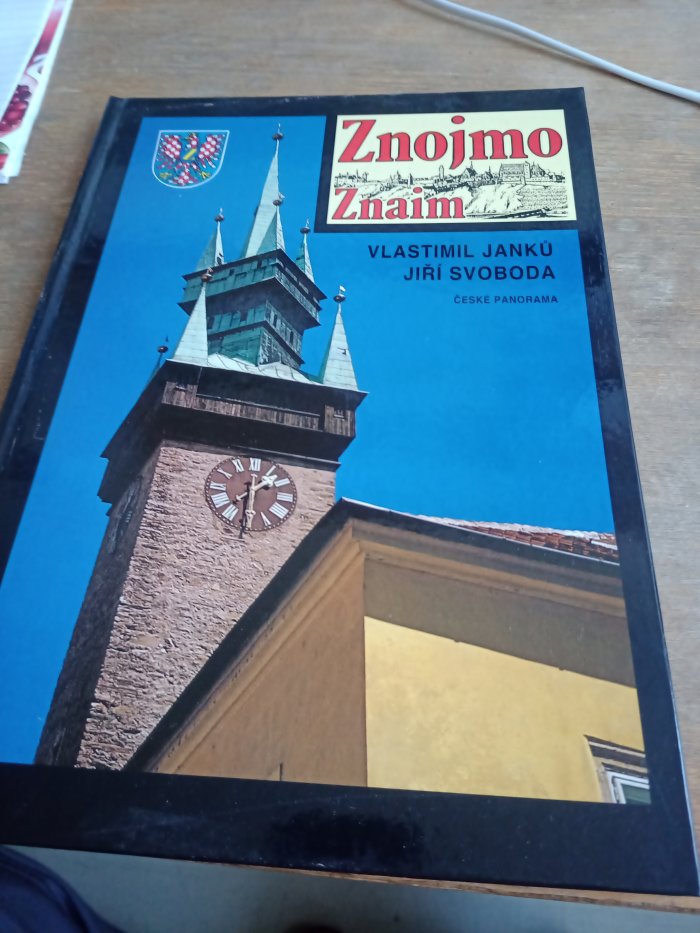 Znojmo
Znaim
VLASTIMIL JANKŮ
JIŘÍ SVOBODA
ČESKÉ PANORAMA